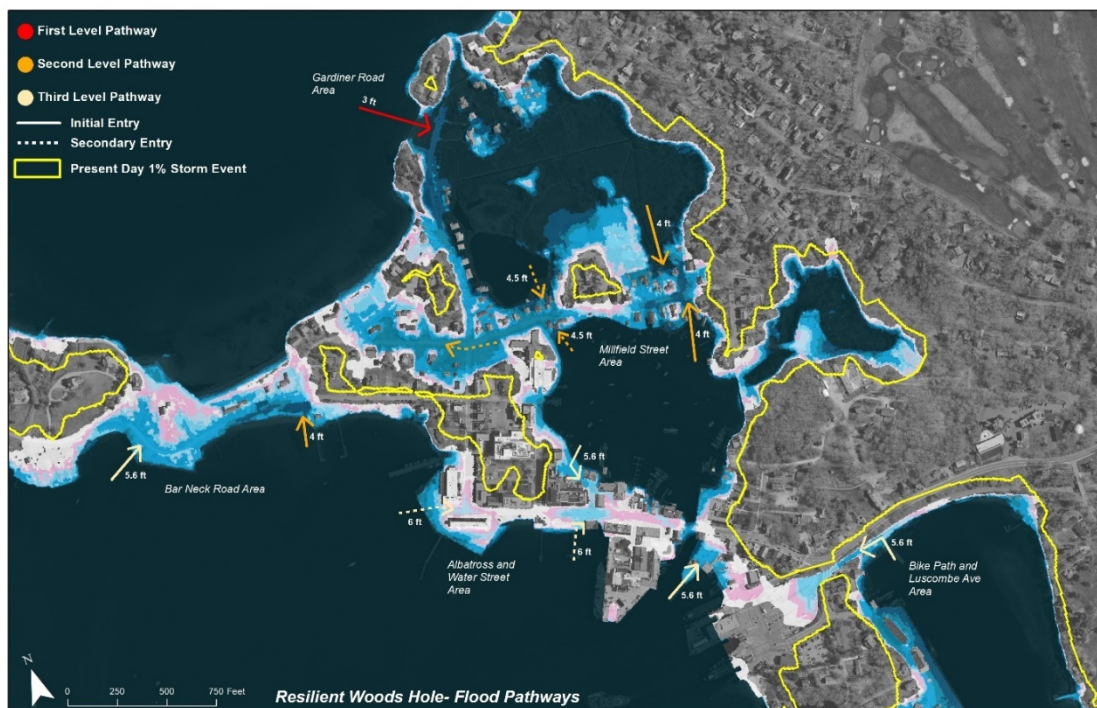 First Level Pathway
Second Level Pathway
Third Level Pathway
Initial Entry
Secondary Entry
Present Day 1% Storm Event
Gardiner Road
Area
3 ft
4 ft
4.5 ft
4.5 ft
4 ft
Millfield Street
Area
4 ft
5.6 ft
Bar Neck Road Area
5.6 ft
6 ft
6 ft
Albatross and
Water Street
Area
5.6 ft
5.6 ft
Bike Path and
Luscombe Ave
Area
N
0 250 500 750 Feet
Resilient Woods Hole- Flood Pathways